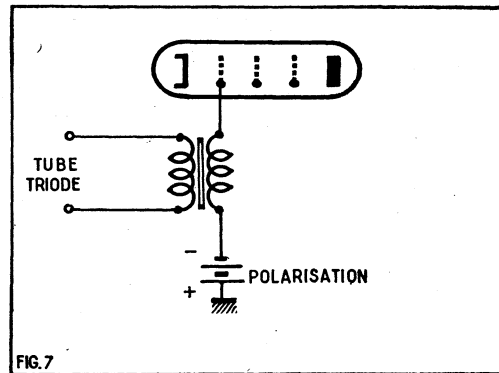 TUBE
TRIODE
-
POLARISATION
+
FIG.7